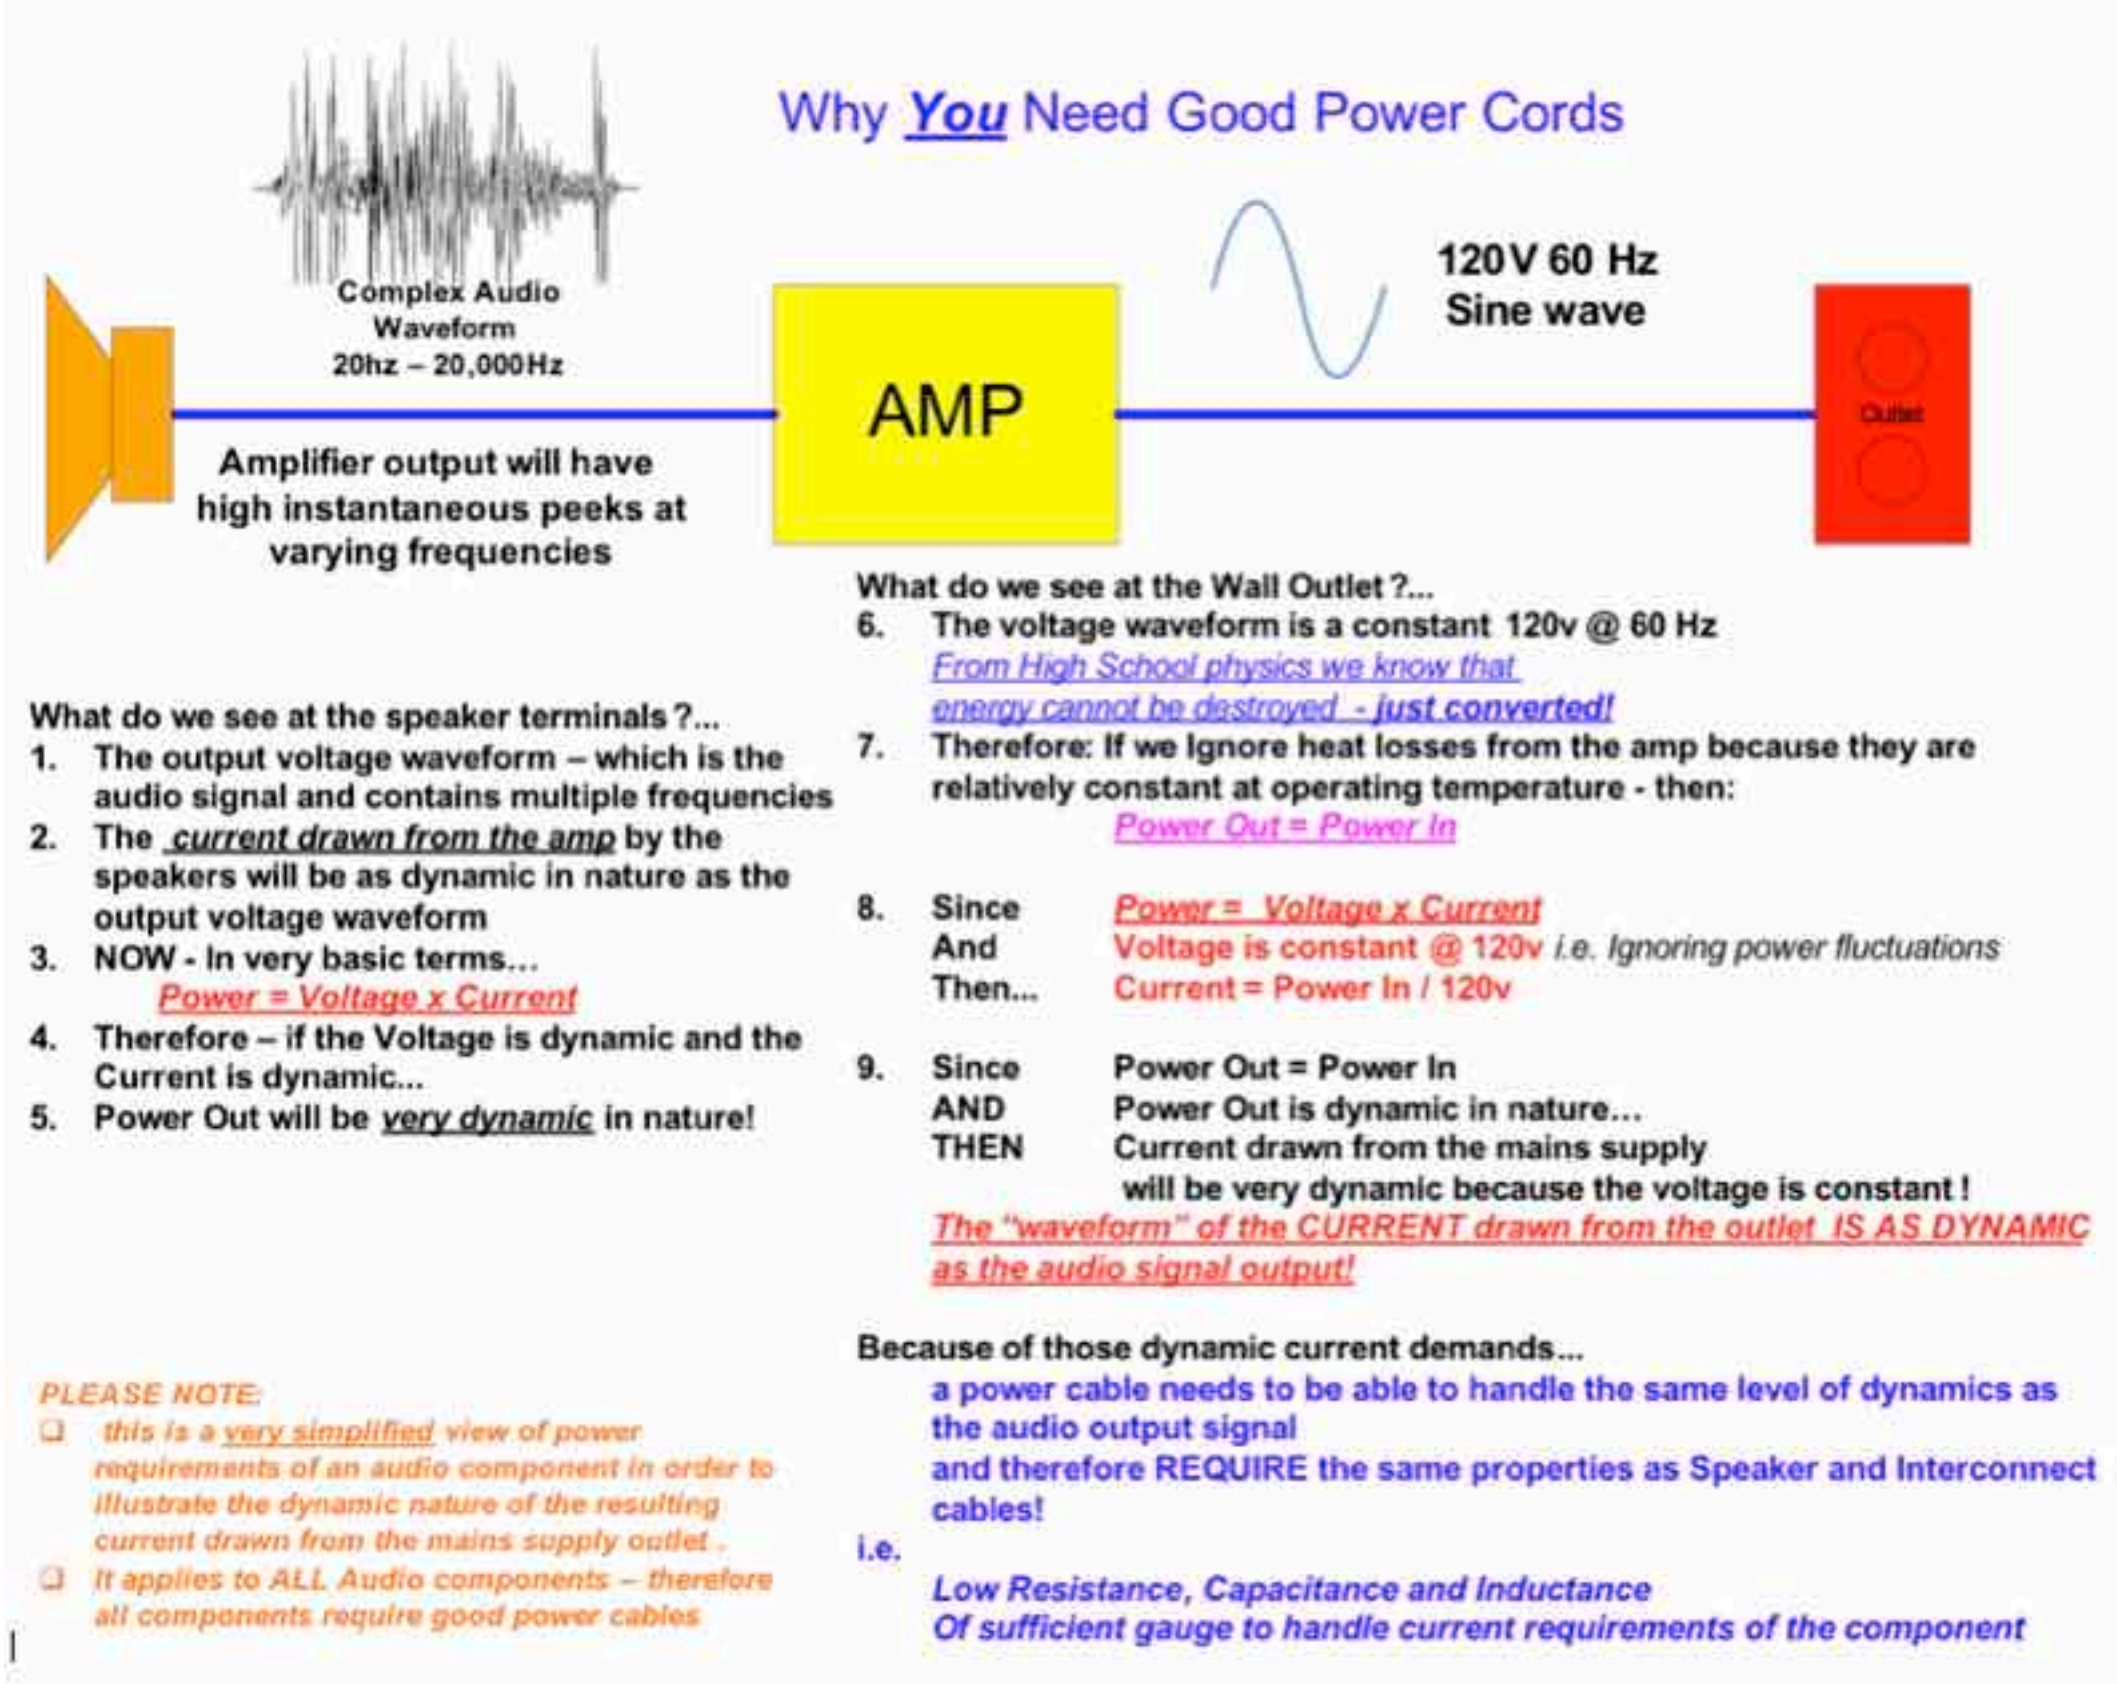 Why You Need Good Power Cords
Complex Audio
Waveform
20hz – 20,000Hz
120V 60 Hz
Sine wave
AMP
Outlet
Amplifier output will have
high instantaneous peeks at
varying frequencies
What do we see at the speaker terminals ?...
1. The output voltage waveform – which is the
audio signal and contains multiple frequencies
2. The current drawn from the amp by the
speakers will be as dynamic in nature as the
output voltage waveform
3. NOW - In very basic terms...
Power = Voltage x Current
4. Therefore – if the Voltage is dynamic and the
Current is dynamic...
5. Power Out will be very dynamic in nature!
PLEASE NOTE:
❑ this is a very simplified view of power
requirements of an audio component in order to
illustrate the dynamic nature of the resulting
current drawn from the mains supply outlet .
❑ It applies to ALL Audio components – therefore
all components require good power cables
What do we see at the Wall Outlet ?...
6. The voltage waveform is a constant 120v @ 60 Hz
From High School physics we know that
energy cannot be destroyed - just converted!
7. Therefore: If we Ignore heat losses from the amp because they are
relatively constant at operating temperature - then:
Power Out = Power In
8. Since Power = Voltage x Current
And Voltage is constant @ 120v i.e. Ignoring power fluctuations
Then... Current = Power In / 120v
9. Since Power Out = Power In
AND Power Out is dynamic in nature...
THEN Current drawn from the mains supply
will be very dynamic because the voltage is constant !
The "waveform" of the CURRENT drawn from the outlet IS AS DYNAMIC
as the audio signal output!
Because of those dynamic current demands...
a power cable needs to be able to handle the same level of dynamics as
the audio output signal
and therefore REQUIRE the same properties as Speaker and Interconnect
cables!
i.e.
Low Resistance, Capacitance and Inductance
Of sufficient gauge to handle current requirements of the component